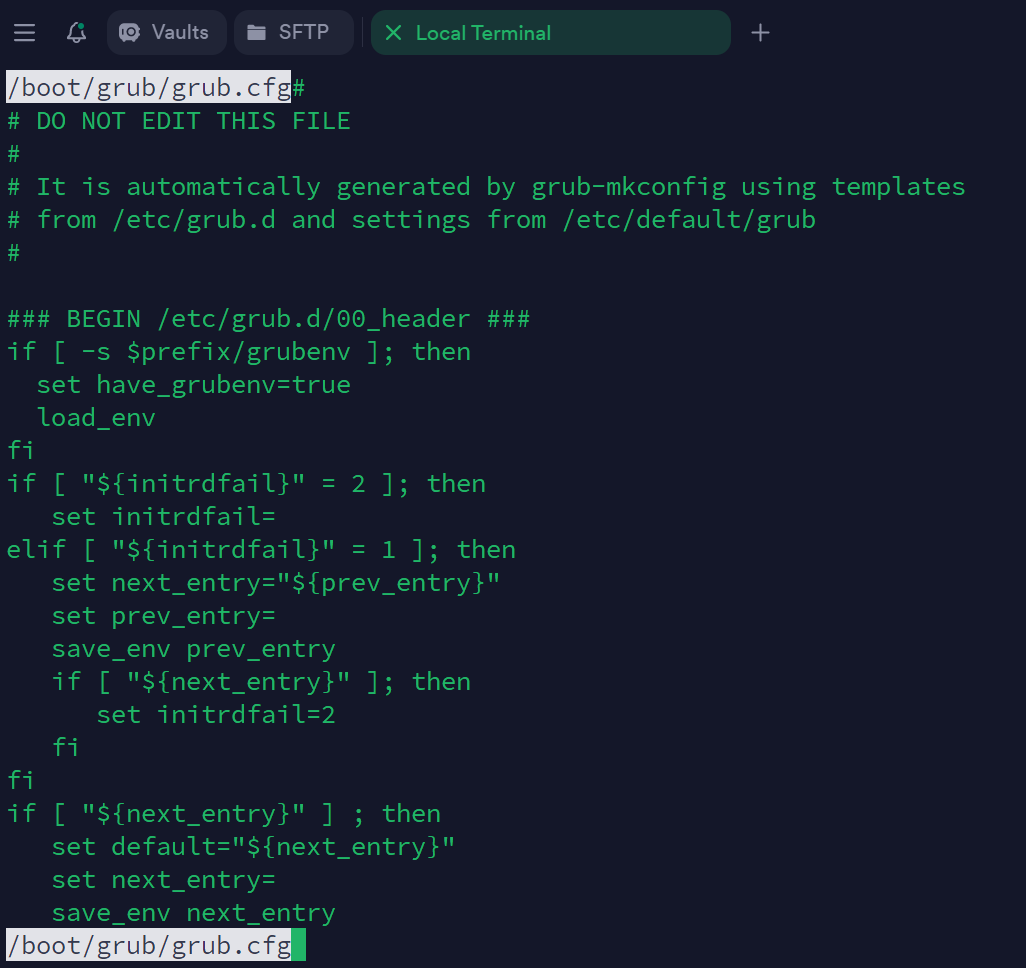 Vaults
SFTP
Local Terminal
/boot/grub/grub.cfg#
# DO NOT EDIT THIS FILE
#
# It is automatically generated by grub-mkconfig using templates
# from /etc/grub.d and settings from /etc/default/grub
#

### BEGIN /etc/grub.d/00_header ###
if [ -s $prefix/grubenv ]; then
  set have_grubenv=true
  load_env
fi
if [ "${initrdfail}" = 2 ]; then
   set initrdfail=
elif [ "${initrdfail}" = 1 ]; then
   set next_entry="${prev_entry}"
   set prev_entry=
   save_env prev_entry
   if [ "${next_entry}" ]; then
      set initrdfail=2
   fi
fi
if [ "${next_entry}" ] ; then
   set default="${next_entry}"
   set next_entry=
   save_env next_entry
/boot/grub/grub.cfg